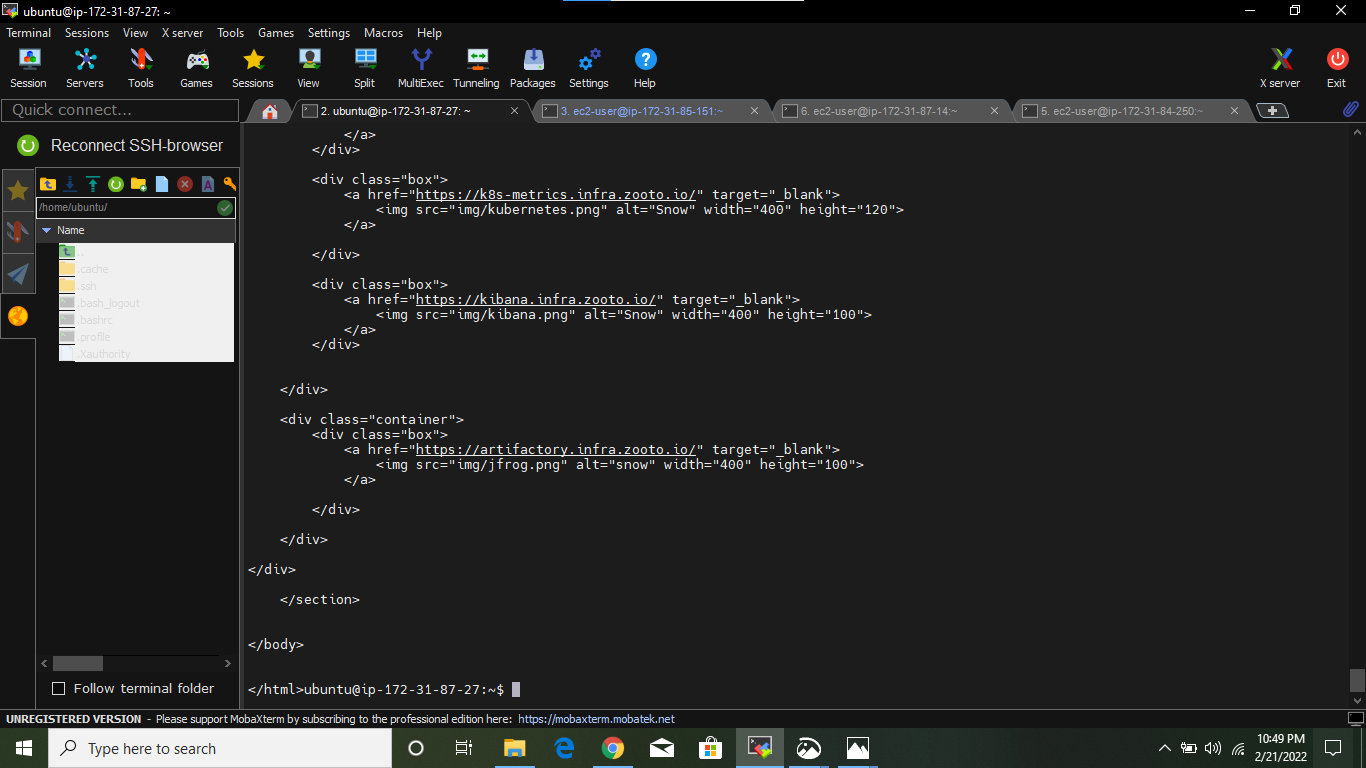 ubuntu@ip-172-31-87-27: ~
Terminal Sessions View X server Tools Games Settings Macros Help
Session Servers Tools Games Sessions View Split MultiExec Tunneling Packages Settings Help X server Exit
Quick connect...
2. ubuntu@ip-172-31-87-27: ~
3. ec2-user@ip-172-31-85-151:~
6. ec2-user@ip-172-31-87-14:~
5. ec2-user@ip-172-31-84-250:~
Reconnect SSH-browser
/home/ubuntu/
Name
..
.cache
.ssh
.bash_logout
.bashrc
.profile
.Xauthority
Follow terminal folder
</a>
</div>
<div class="box">
<a href="https://k8s-metrics.infra.zooto.io/" target="_blank">
<img src="img/kubernetes.png" alt="Snow" width="400" height="120">
</a>
</div>
<div class="box">
<a href="https://kibana.infra.zooto.io/" target="_blank">
<img src="img/kibana.png" alt="Snow" width="400" height="100">
</a>
</div>
</div>
<div class="container">
<div class="box">
<a href="https://artifactory.infra.zooto.io/" target="_blank">
<img src="img/jfrog.png" alt="snow" width="400" height="100">
</a>
</div>
</div>
</div>
</section>
</body>
</html>ubuntu@ip-172-31-87-27:~$
UNREGISTERED VERSION - Please support MobaXterm by subscribing to the professional edition here: https://mobaxterm.mobatek.net
Type here to search
10:49 PM
2/21/2022